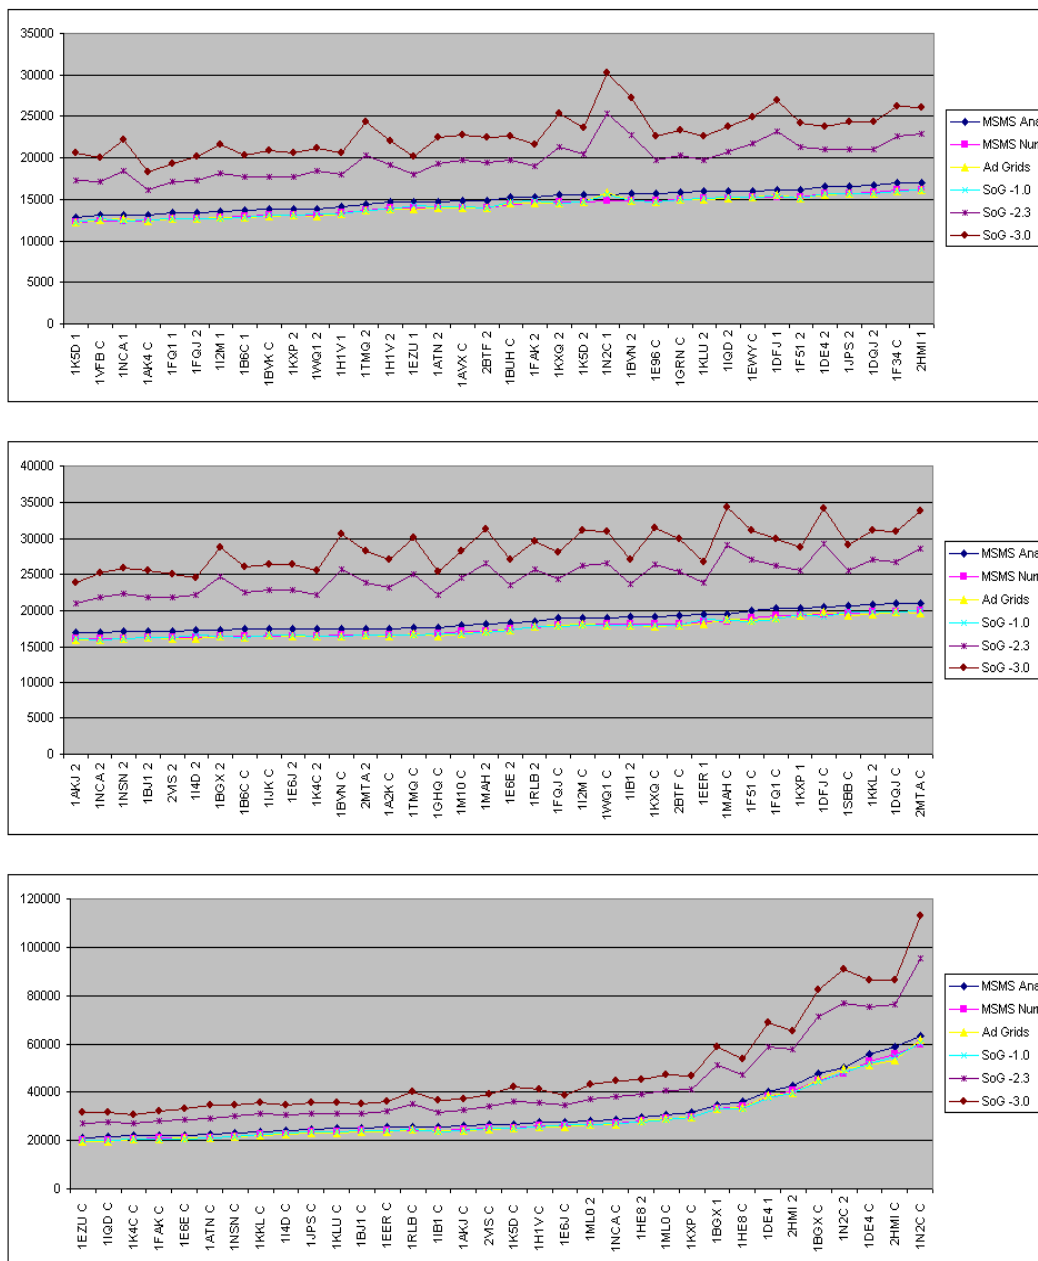 35000
30000
25000
20000
15000
10000
5000
0
MSMS Ana
MSMS Num
Ad Grids
SoG -1.0
SoG -2.3
SoG -3.0
1K5D 1
1VFB C
1NCA 1
1AK4 C
1FQ1 1
1FQJ 2
1I2M 1
1B6C 1
1BVK C
1KXP 2
1WQ1 2
1H1V 1
1TMQ 2
1H1V 2
1EZU 1
1ATN 2
1AVX C
2BTF 2
1BUH C
1FAK 2
1KXQ 2
1K5D 2
1N2C 1
1BVN 2
1E96 C
1GRN C
1KLU 2
1IQD 2
1EWY C
1DFJ 1
1F51 2
1DE4 2
1JPS 2
1DQJ 2
1F34 C
2HMI 1
40000
35000
30000
25000
20000
15000
10000
5000
0
MSMS Ana
MSMS Num
Ad Grids
SoG -1.0
SoG -2.3
SoG -3.0
1AKJ 2
1NCA 2
1NSN 2
1BJ1 2
2VIS 2
1I4D 2
1BGX 2
1B6C C
1IJK C
1E6J 2
1K4C 2
1BVN C
2MTA 2
1A2K C
1TMQ C
1GHQ C
1M10 C
1MAH 2
1E6E 2
1RLB 2
1FQJ C
1I2M C
1WQ1 C
1IB1 2
1KXQ C
2BTF C
1EER 1
1MAH C
1F51 C
1FQ1 C
1KXP 1
1DFJ C
1SBB C
1KKL 2
1DQJ C
2MTA C
120000
100000
80000
60000
40000
20000
0
MSMS Ana
MSMS Num
Ad Grids
SoG -1.0
SoG -2.3
SoG -3.0
1EZU C
1IQD C
1K4C C
1FAK C
1E6E C
1ATN C
1NSN C
1KKL C
1I4D C
1JPS C
1KLU C
1BJ1 C
1EER C
1RLB C
1IB1 C
1AKJ C
2VIS C
1K5D C
1H1V C
1E6J C
1ML0 2
1NCA C
1HE8 2
1ML0 C
1KXP C
1BGX 1
1HE8 C
1DE4 1
2HMI 2
1BGX C
1N2C 2
1DE4 C
2HMI C
1N2C C